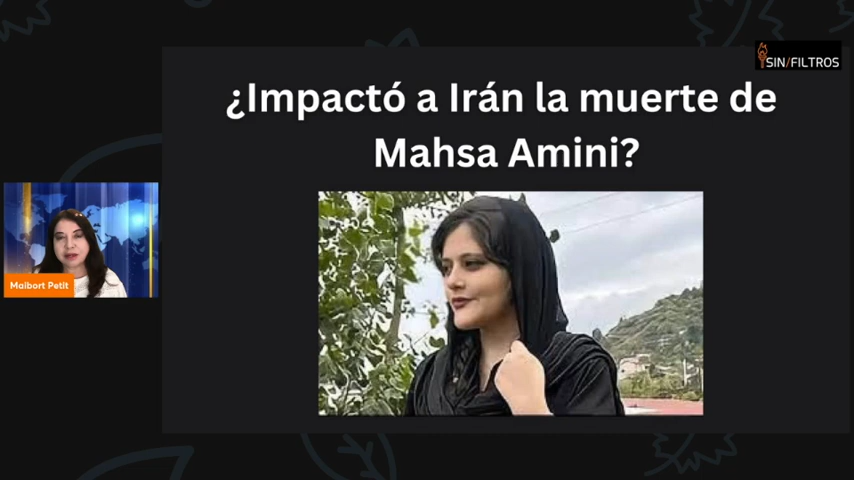 SIN/FILTROS
¿Impactó a Irán la muerte de
Mahsa Amini?
Maibort Petit